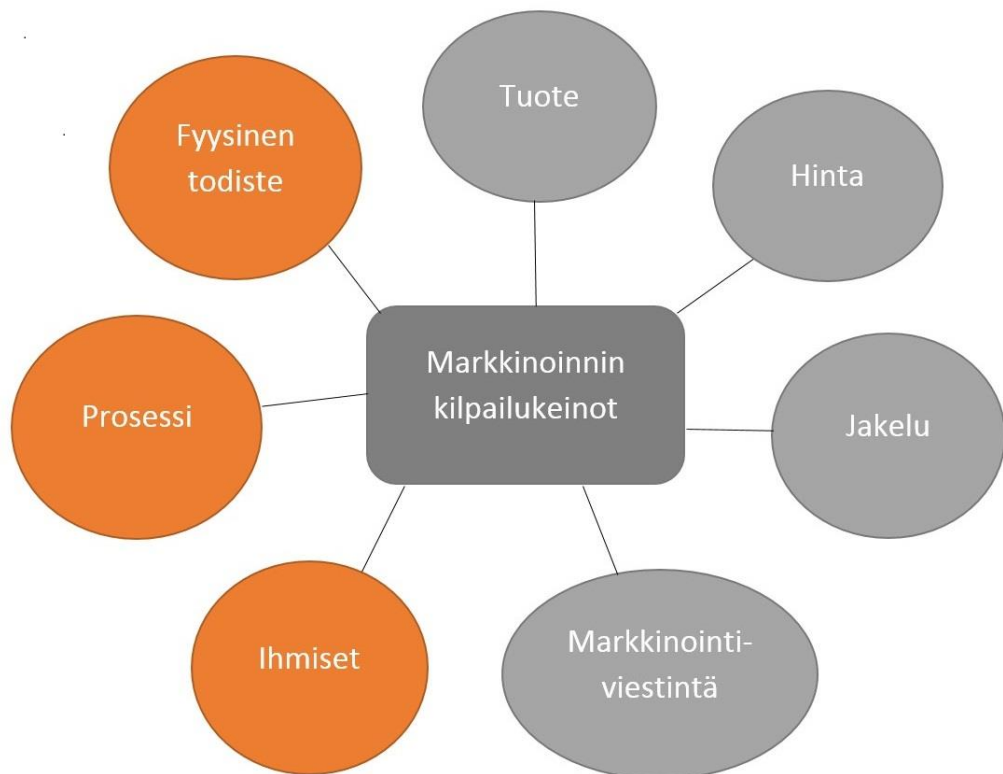 Tuote
Fyysinen
todiste
Hinta
Markkinoinnin
kilpailukeinot
Prosessi
Jakelu
Ihmiset
Markkinointi-
viestintä